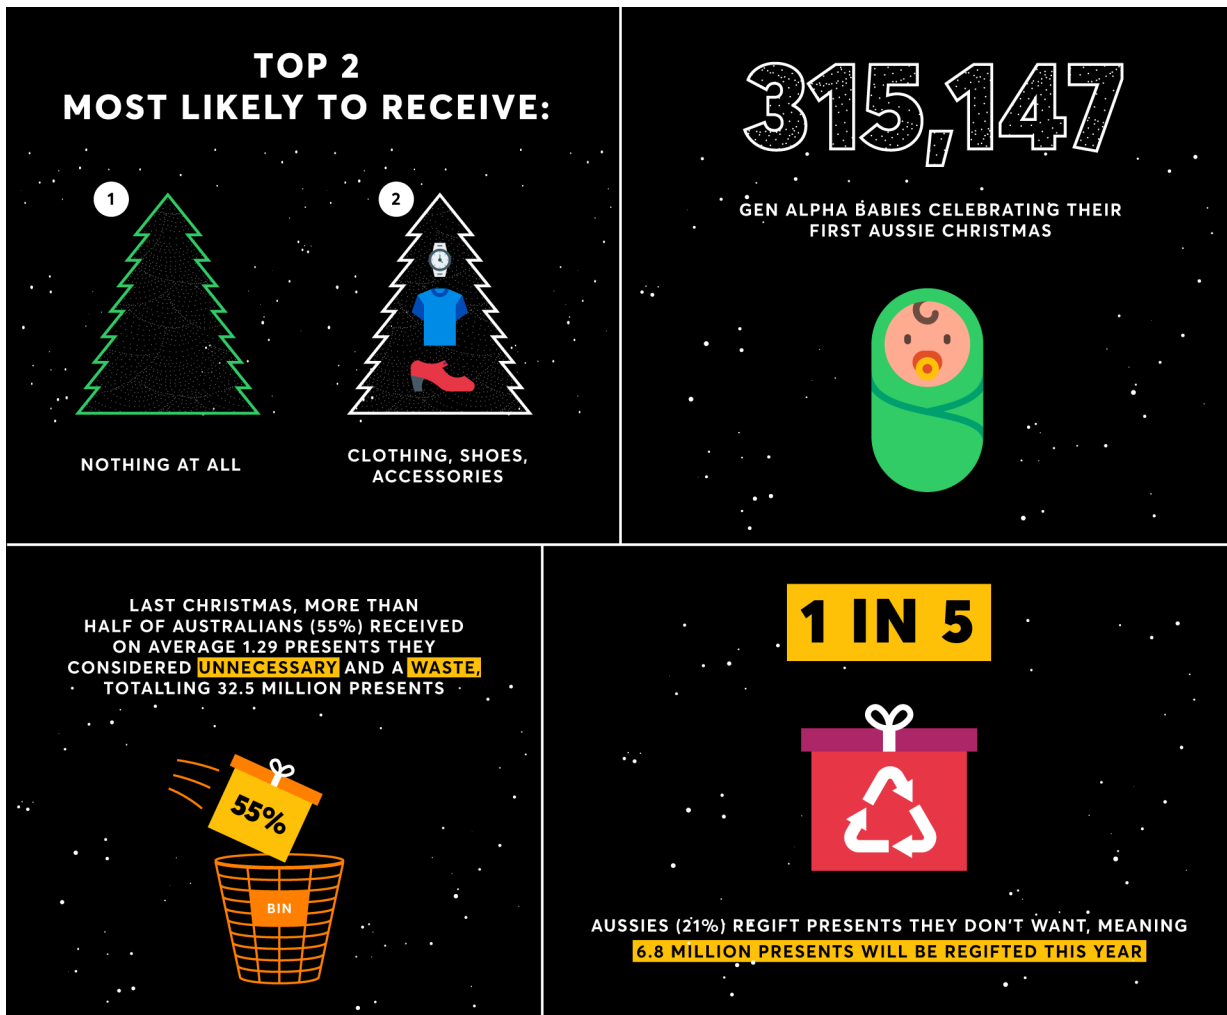 TOP 2
MOST LIKELY TO RECEIVE:
1
2
NOTHING AT ALL
CLOTHING, SHOES,
ACCESSORIES
315,147
GEN ALPHA BABIES CELEBRATING THEIR
FIRST AUSSIE CHRISTMAS
LAST CHRISTMAS, MORE THAN
HALF OF AUSTRALIANS (55%) RECEIVED
ON AVERAGE 1.29 PRESENTS THEY
CONSIDERED UNNECESSARY AND A WASTE,
TOTALLING 32.5 MILLION PRESENTS
55%
BIN
1 IN 5
AUSSIES (21%) REGIFT PRESENTS THEY DON'T WANT, MEANING
6.8 MILLION PRESENTS WILL BE REGIFTED THIS YEAR